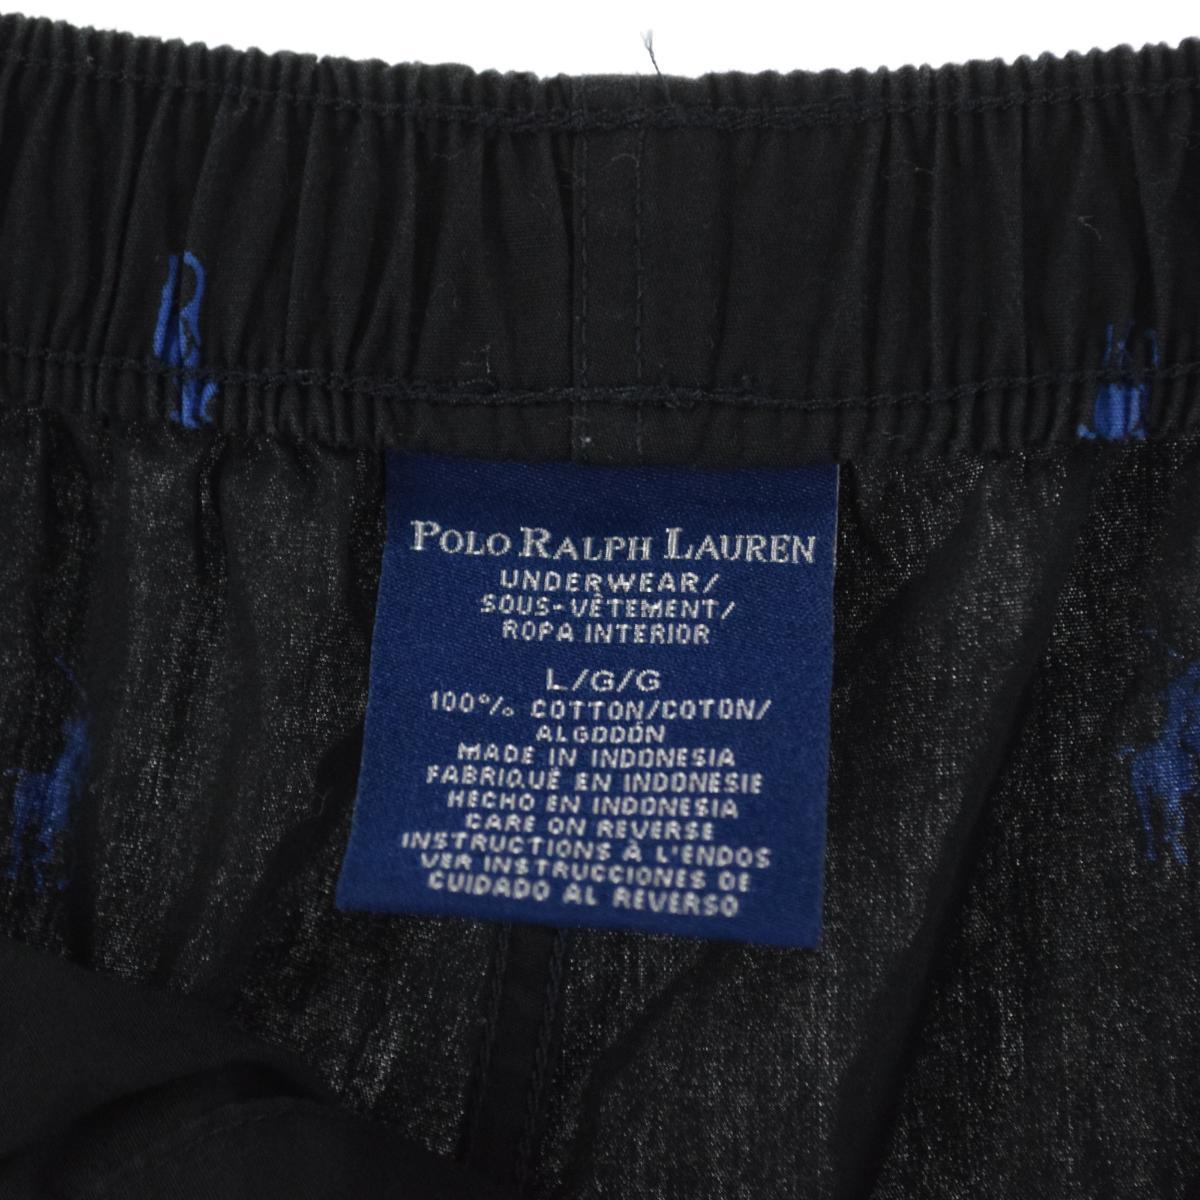 POLO RALPH LAUREN
UNDERWEAR/
SOUS-VÊTEMENT/
ROPA INTERIOR
L/G/G
100% COTTON/COTON/
ALGODÓN
MADE IN INDONESIA
FABRIQUÉ EN INDONESIE
HECHO EN INDONESIA
CARE ON REVERSE
INSTRUCTIONS À L'ENDOS
VER INSTRUCCIONES DE
CUIDADO AL REVERSO